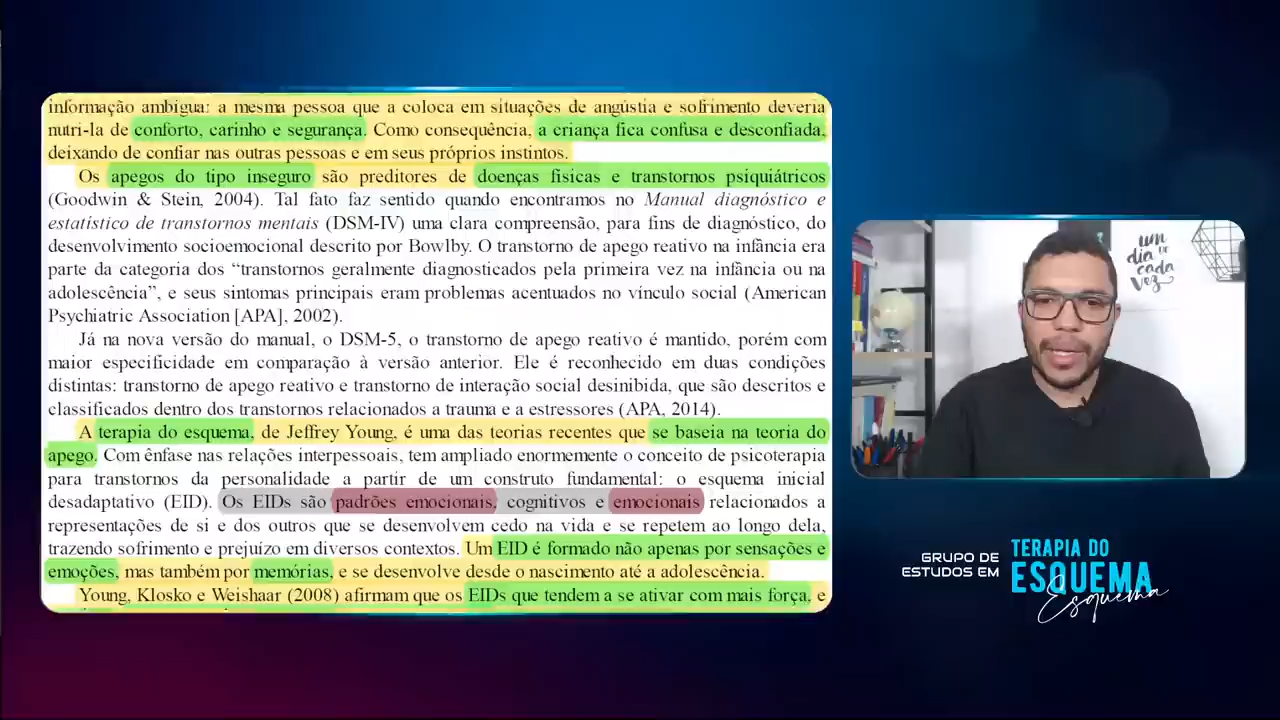 informação ambígua: a mesma pessoa que a coloca em situações de angústia e sofrimento deveria
nutri-la de conforto, carinho e segurança. Como consequência, a criança fica confusa e desconfiada,
deixando de confiar nas outras pessoas e em seus próprios instintos.
Os apegos do tipo inseguro são preditores de doenças físicas e transtornos psiquiátricos
(Goodwin & Stein, 2004). Tal fato faz sentido quando encontramos no Manual diagnóstico e
estatístico de transtornos mentais (DSM-IV) uma clara compreensão, para fins de diagnóstico, do
desenvolvimento socioemocional descrito por Bowlby. O transtorno de apego reativo na infância era
parte da categoria dos “transtornos geralmente diagnosticados pela primeira vez na infância ou na
adolescência”, e seus sintomas principais eram problemas acentuados no vínculo social (American
Psychiatric Association [APA], 2002).
Já na nova versão do manual, o DSM-5, o transtorno de apego reativo é mantido, porém com
maior especificidade em comparação à versão anterior. Ele é reconhecido em duas condições
distintas: transtorno de apego reativo e transtorno de interação social desinibida, que são descritos e
classificados dentro dos transtornos relacionados a trauma e a estressores (APA, 2014).
A terapia do esquema, de Jeffrey Young, é uma das teorias recentes que se baseia na teoria do
apego. Com ênfase nas relações interpessoais, tem ampliado enormemente o conceito de psicoterapia
para transtornos da personalidade a partir de um construto fundamental: o esquema inicial
desadaptativo (EID). Os EIDs são padrões emocionais, cognitivos e emocionais relacionados a
representações de si e dos outros que se desenvolvem cedo na vida e se repetem ao longo dela,
trazendo sofrimento e prejuízo em diversos contextos. Um EID é formado não apenas por sensações e
emoções, mas também por memórias, e se desenvolve desde o nascimento até a adolescência.
Young, Klosko e Weishaar (2008) afirmam que os EIDs que tendem a se ativar com mais força, e
um
dia de
cada
vez
GRUPO DE
ESTUDOS EM
TERAPIA DO
ESQUEMA
Esquema